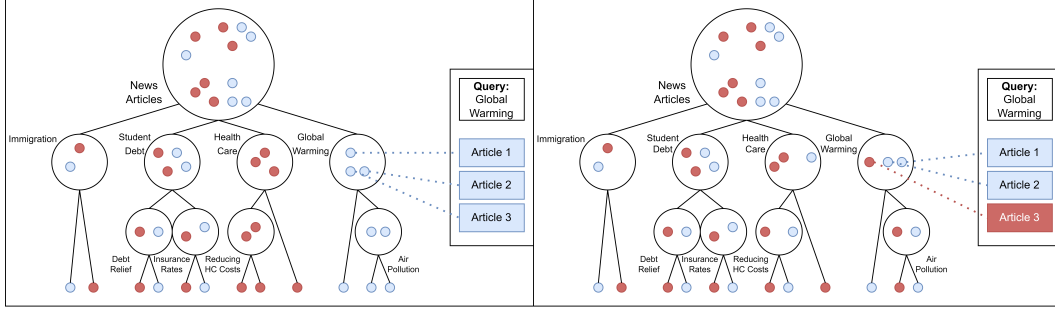 News
Articles
Query:
Global
Warming
Immigration
Student
Debt
Health
Care
Global
Warming
Article 1
Article 2
Article 3
Debt
Relief
Insurance
Rates
Reducing
HC Costs
Air
Pollution
News
Articles
Query:
Global
Warming
Immigration
Student
Debt
Health
Care
Global
Warming
Article 1
Article 2
Article 3
Debt
Relief
Insurance
Rates
Reducing
HC Costs
Air
Pollution